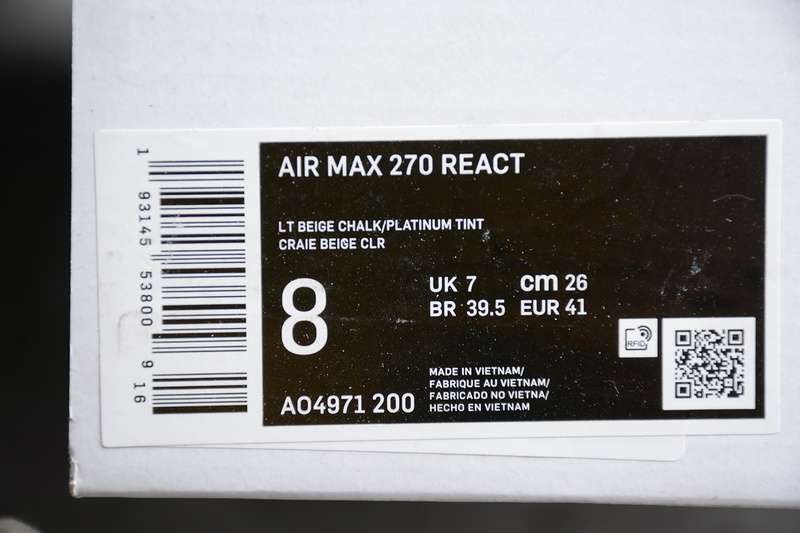 1 93145 53800 9 16
AIR MAX 270 REACT
LT BEIGE CHALK/PLATINUM TINT
CRAIE BEIGE CLR
8
UK 7 cm 26
BR 39.5 EUR 41
RFID
MADE IN VIETNAM/
FABRIQUE AU VIETNAM/
FABRICADO NO VIETNA/
HECHO EN VIETNAM
AO4971 200